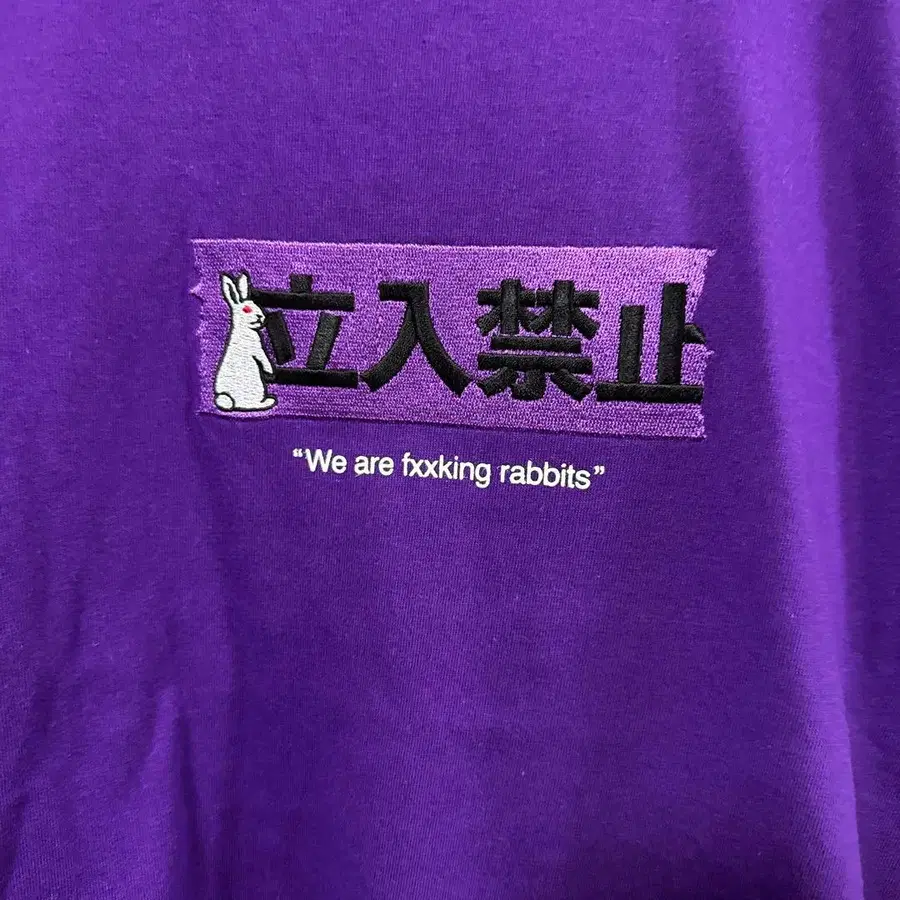 立入禁止
“We are fxxking rabbits”